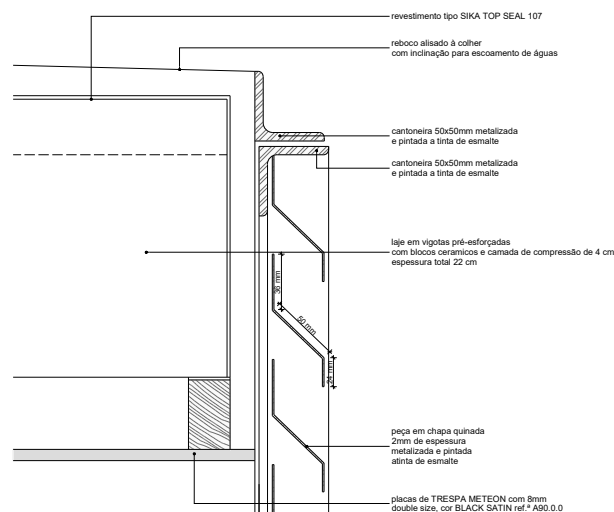 revestimento tipo SIKA TOP SEAL 107
reboco alisado à colher
com inclinação para escoamento de águas
cantoneira 50x50mm metalizada
e pintada a tinta de esmalte
cantoneira 50x50mm metalizada
e pintada a tinta de esmalte
laje em vigotas pré-esforçadas
com blocos ceramicos e camada de compressão de 4 cm
espessura total 22 cm
36 mm
50 mm
24 mm
peça em chapa quinada
2mm de espessura
metalizada e pintada
atinta de esmalte
placas de TRESPA METEON com 8mm
double size, cor BLACK SATIN ref.ª A90.0.0